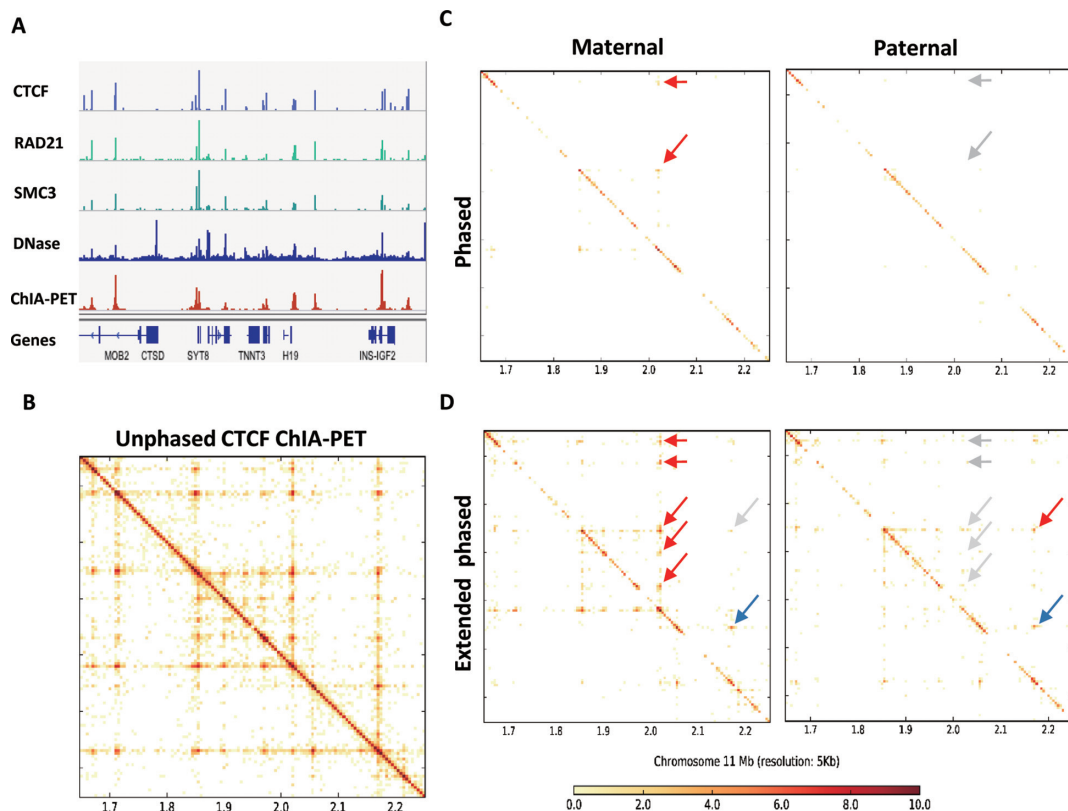 A
CTCF
RAD21
SMC3
DNase
ChIA-PET
Genes
MOB2 CTSD SYT8 TNNT3 H19 INS-IGF2
B
Unphased CTCF ChIA-PET
1.7 1.8 1.9 2.0 2.1 2.2
C
Maternal Paternal
Phased
1.7 1.8 1.9 2.0 2.1 2.2
1.7 1.8 1.9 2.0 2.1 2.2
D
Extended phased
1.7 1.8 1.9 2.0 2.1 2.2
1.7 1.8 1.9 2.0 2.1 2.2
Chromosome 11 Mb (resolution: 5Kb)
0.0 2.0 4.0 6.0 8.0 10.0